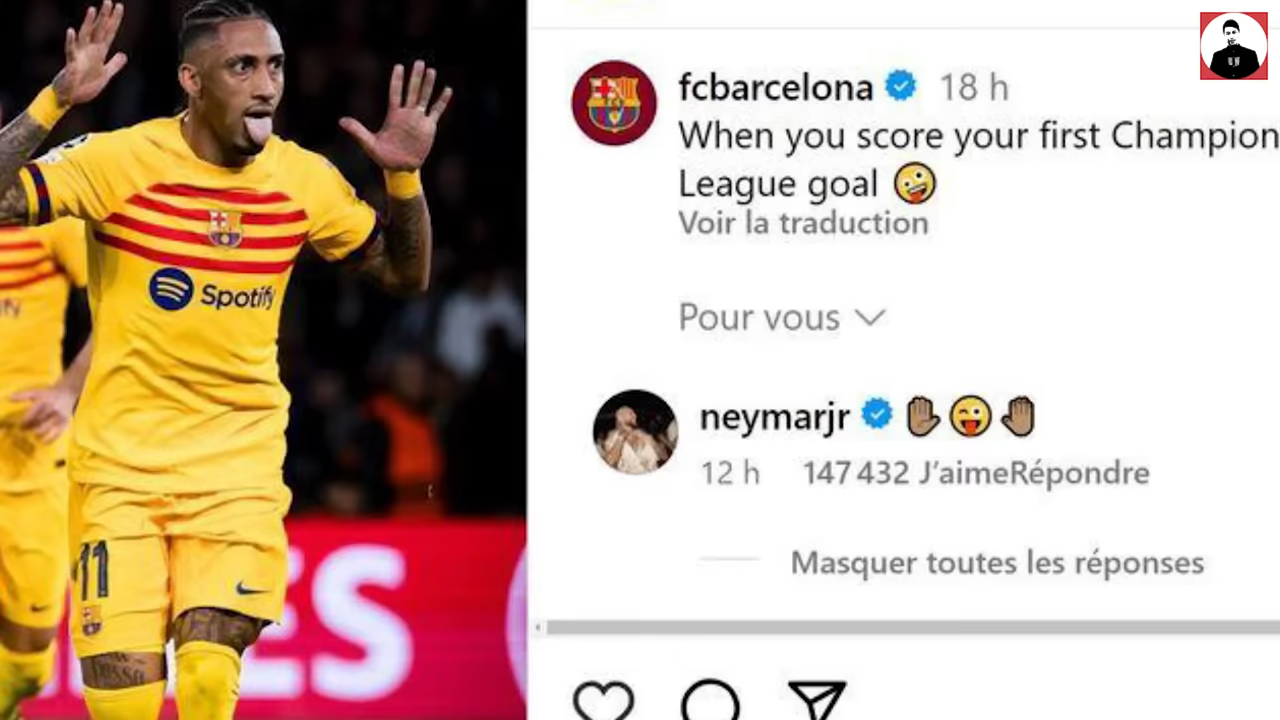 Spotify
11
ES
fcbarcelona 18 h
When you score your first Champion
League goal 🤪
Voir la traduction
Pour vous
neymarjr ✋🏽😜🤚🏽
12 h 147 432 J’aimeRépondre
Masquer toutes les réponses